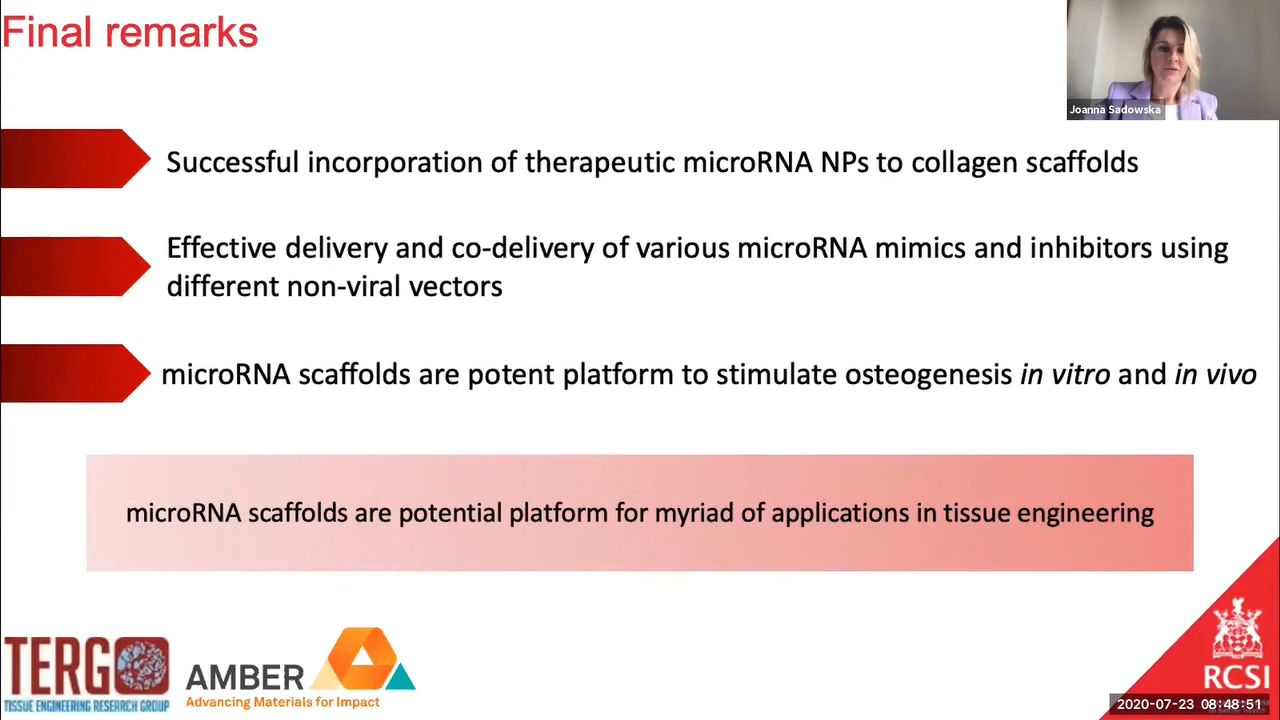 Final remarks
Joanna Sadowska
Successful incorporation of therapeutic microRNA NPs to collagen scaffolds
Effective delivery and co-delivery of various microRNA mimics and inhibitors using
different non-viral vectors
microRNA scaffolds are potent platform to stimulate osteogenesis in vitro and in vivo
microRNA scaffolds are potential platform for myriad of applications in tissue engineering
TERG
TISSUE ENGINEERING RESEARCH GROUP
AMBER
Advancing Materials for Impact
RCSI
2020-07-23 08:48:51